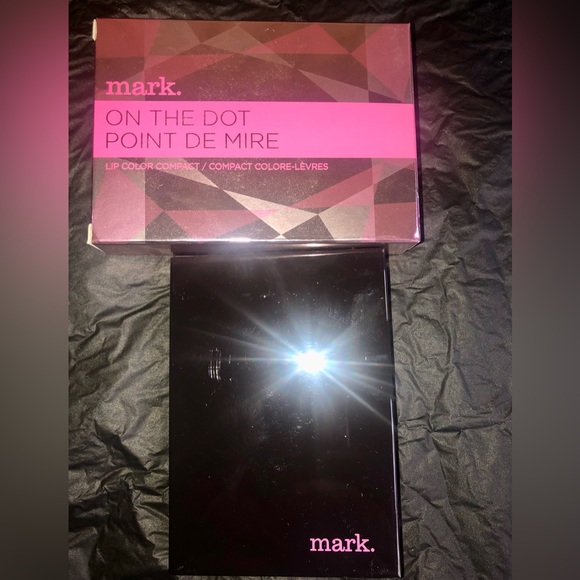 mark.
ON THE DOT
POINT DE MIRE
LIP COLOR COMPACT / COMPACT COLORE-LÈVRES
mark.